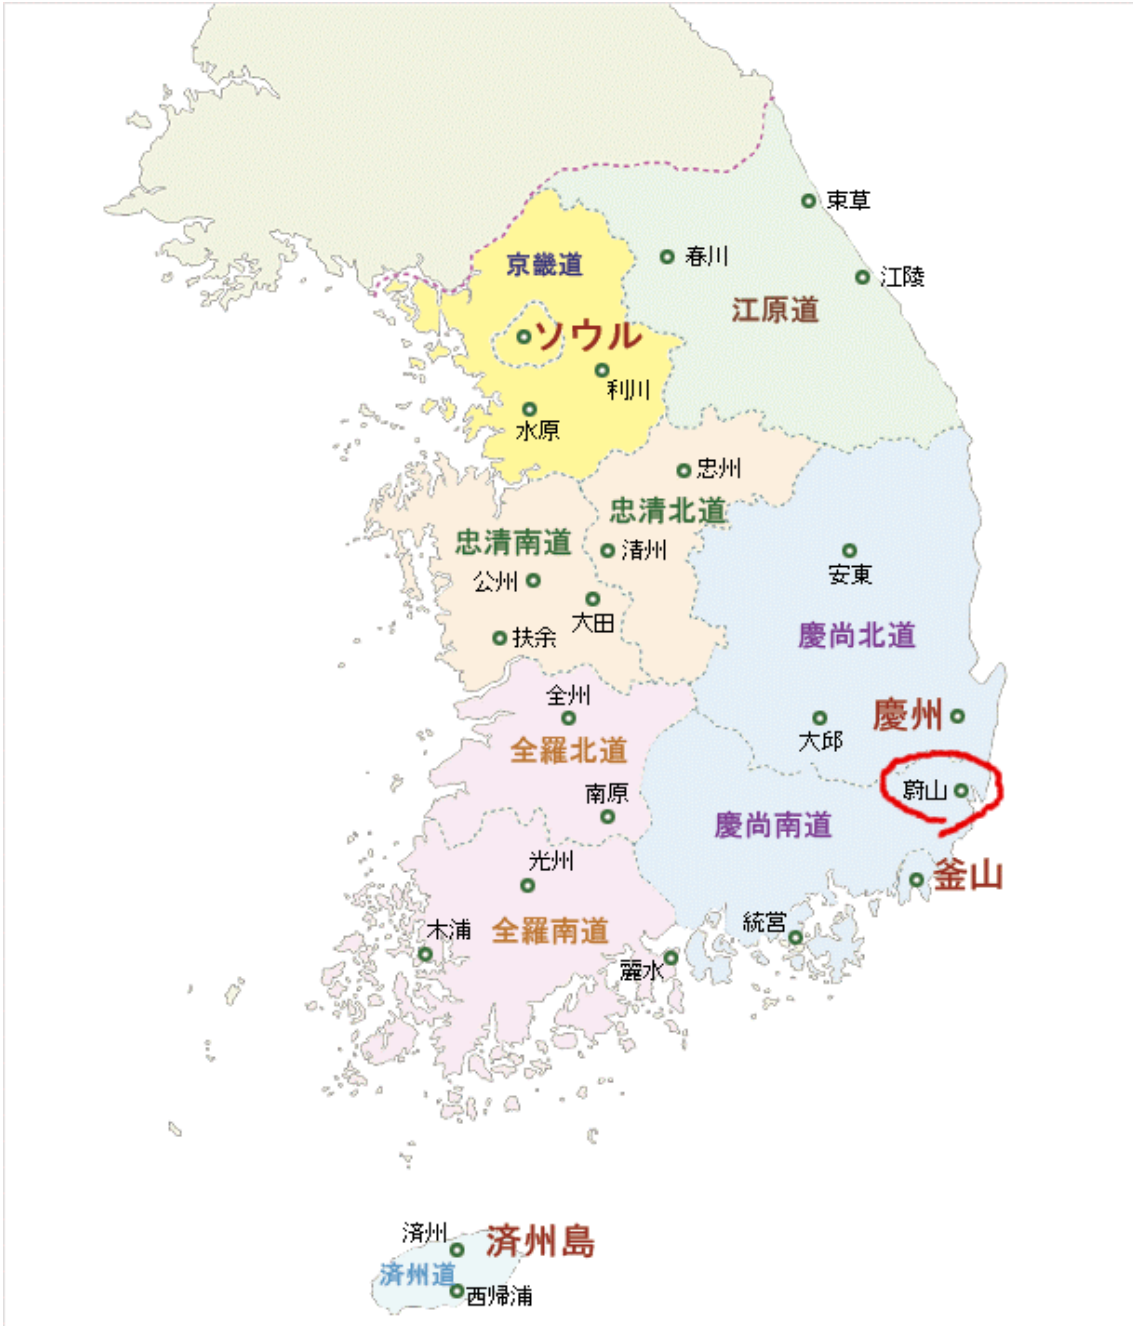 束草
春川
京畿道
江陵
江原道
ソウル
利川
水原
忠州
忠清北道
忠清南道
清州
安東
公州
大田
扶余
慶尚北道
全州
慶州
大邱
全羅北道
蔚山
南原
慶尚南道
光州
釜山
統営
木浦
全羅南道
麗水
済州
済州島
済州道
西帰浦